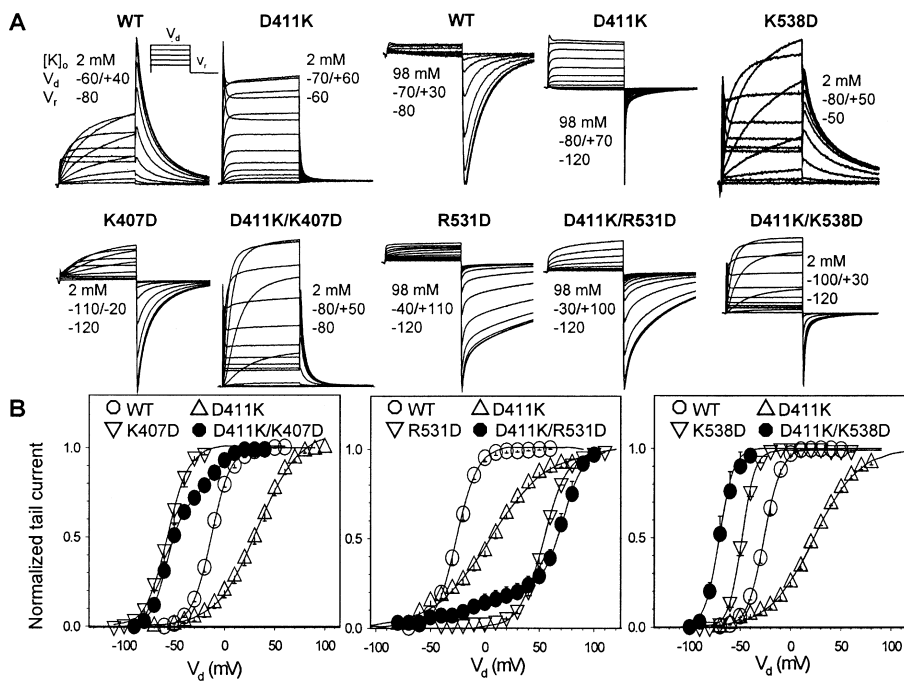 A
WT
D411K
WT
D411K
K538D
[K]o 2 mM
Vd -60/+40
Vr -80
Vd
Vr
2 mM
-70/+60
-60
98 mM
-70/+30
-80
98 mM
-80/+70
-120
2 mM
-80/+50
-50
K407D
D411K/K407D
R531D
D411K/R531D
D411K/K538D
2 mM
-110/-20
-120
2 mM
-80/+50
-80
98 mM
-40/+110
-120
98 mM
-30/+100
-120
2 mM
-100/+30
-120
B
WT D411K
K407D D411K/K407D
WT D411K
R531D D411K/R531D
WT D411K
K538D D411K/K538D
Normalized tail current
1.0
0.5
0.0
-100 -50 0 50 100
Vd (mV)
1.0
0.5
0.0
-100 -50 0 50 100
Vd (mV)
1.0
0.5
0.0
-100 -50 0 50 100
Vd (mV)